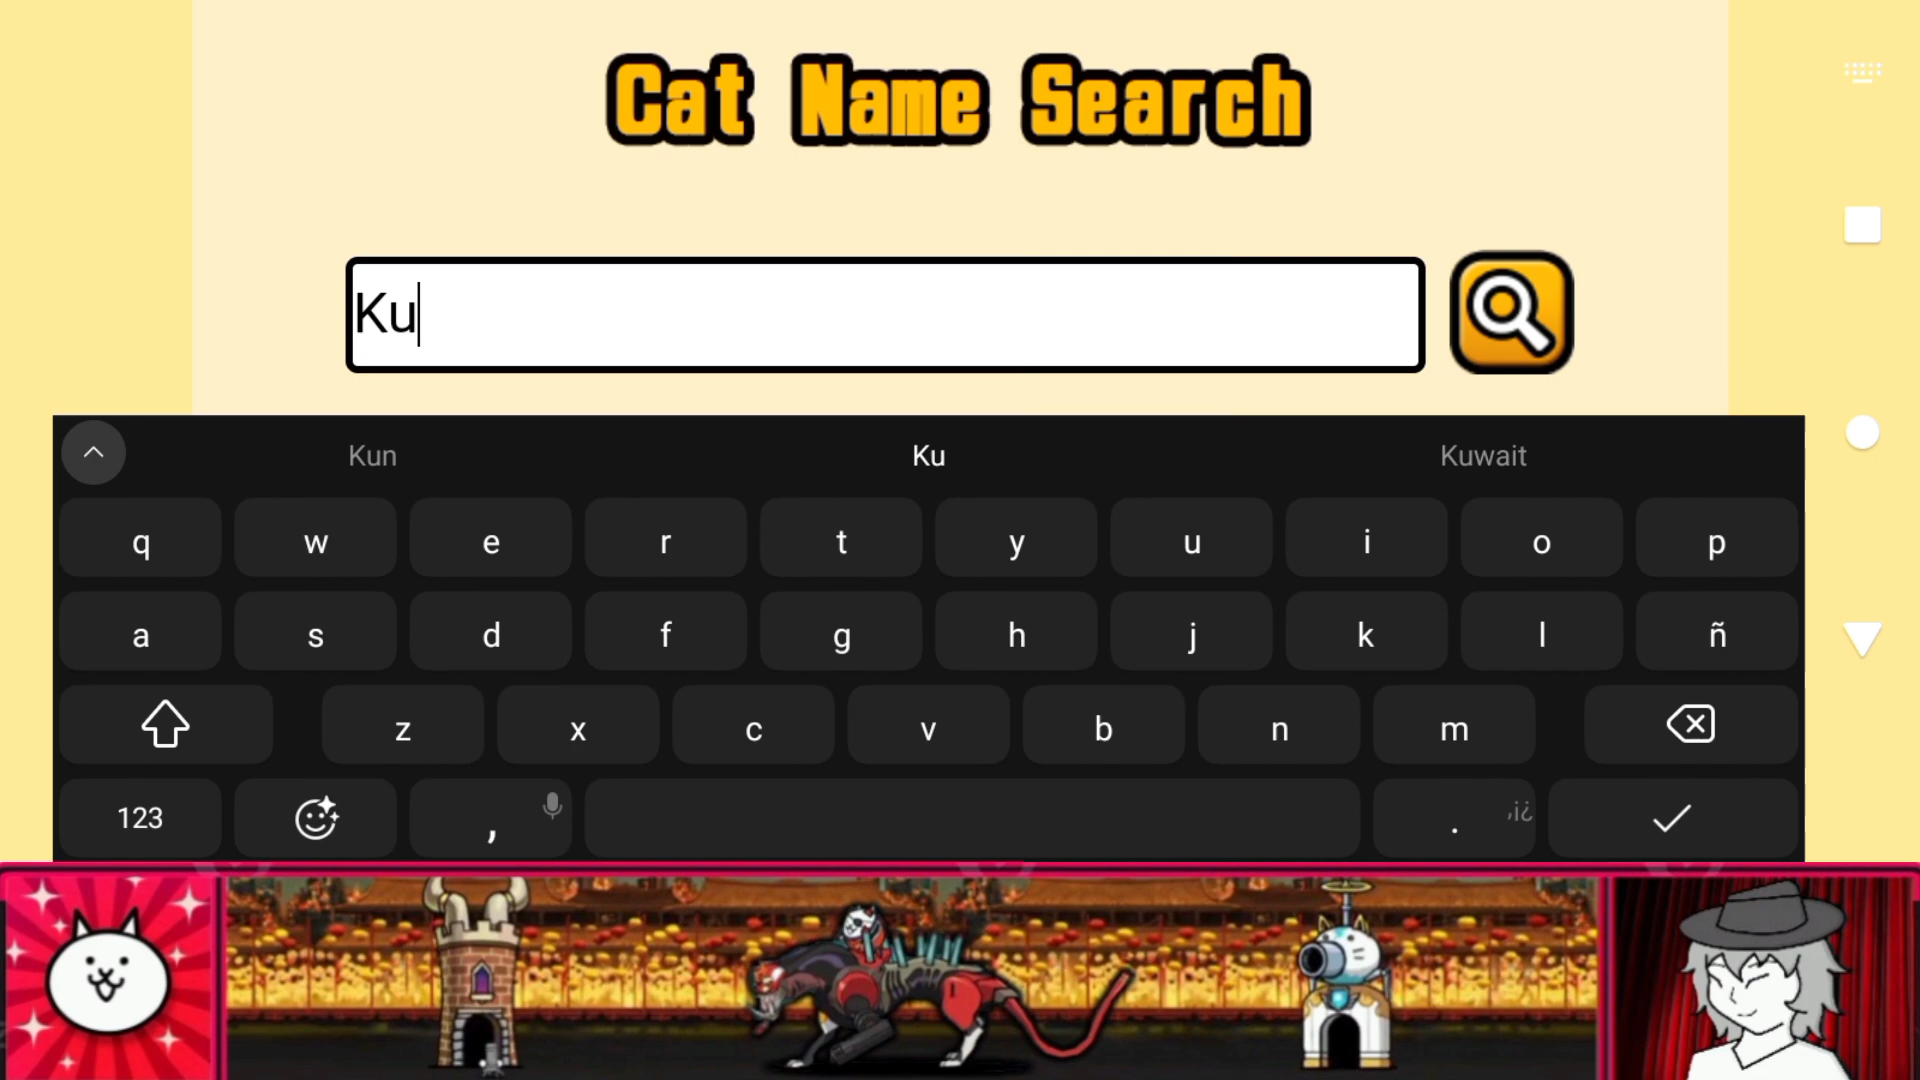 Cat Name Search
Ku
Kun Ku Kuwait
q w e r t y u i o p
a s d f g h j k l ñ
z x c v b n m
123 , . ,¡¿